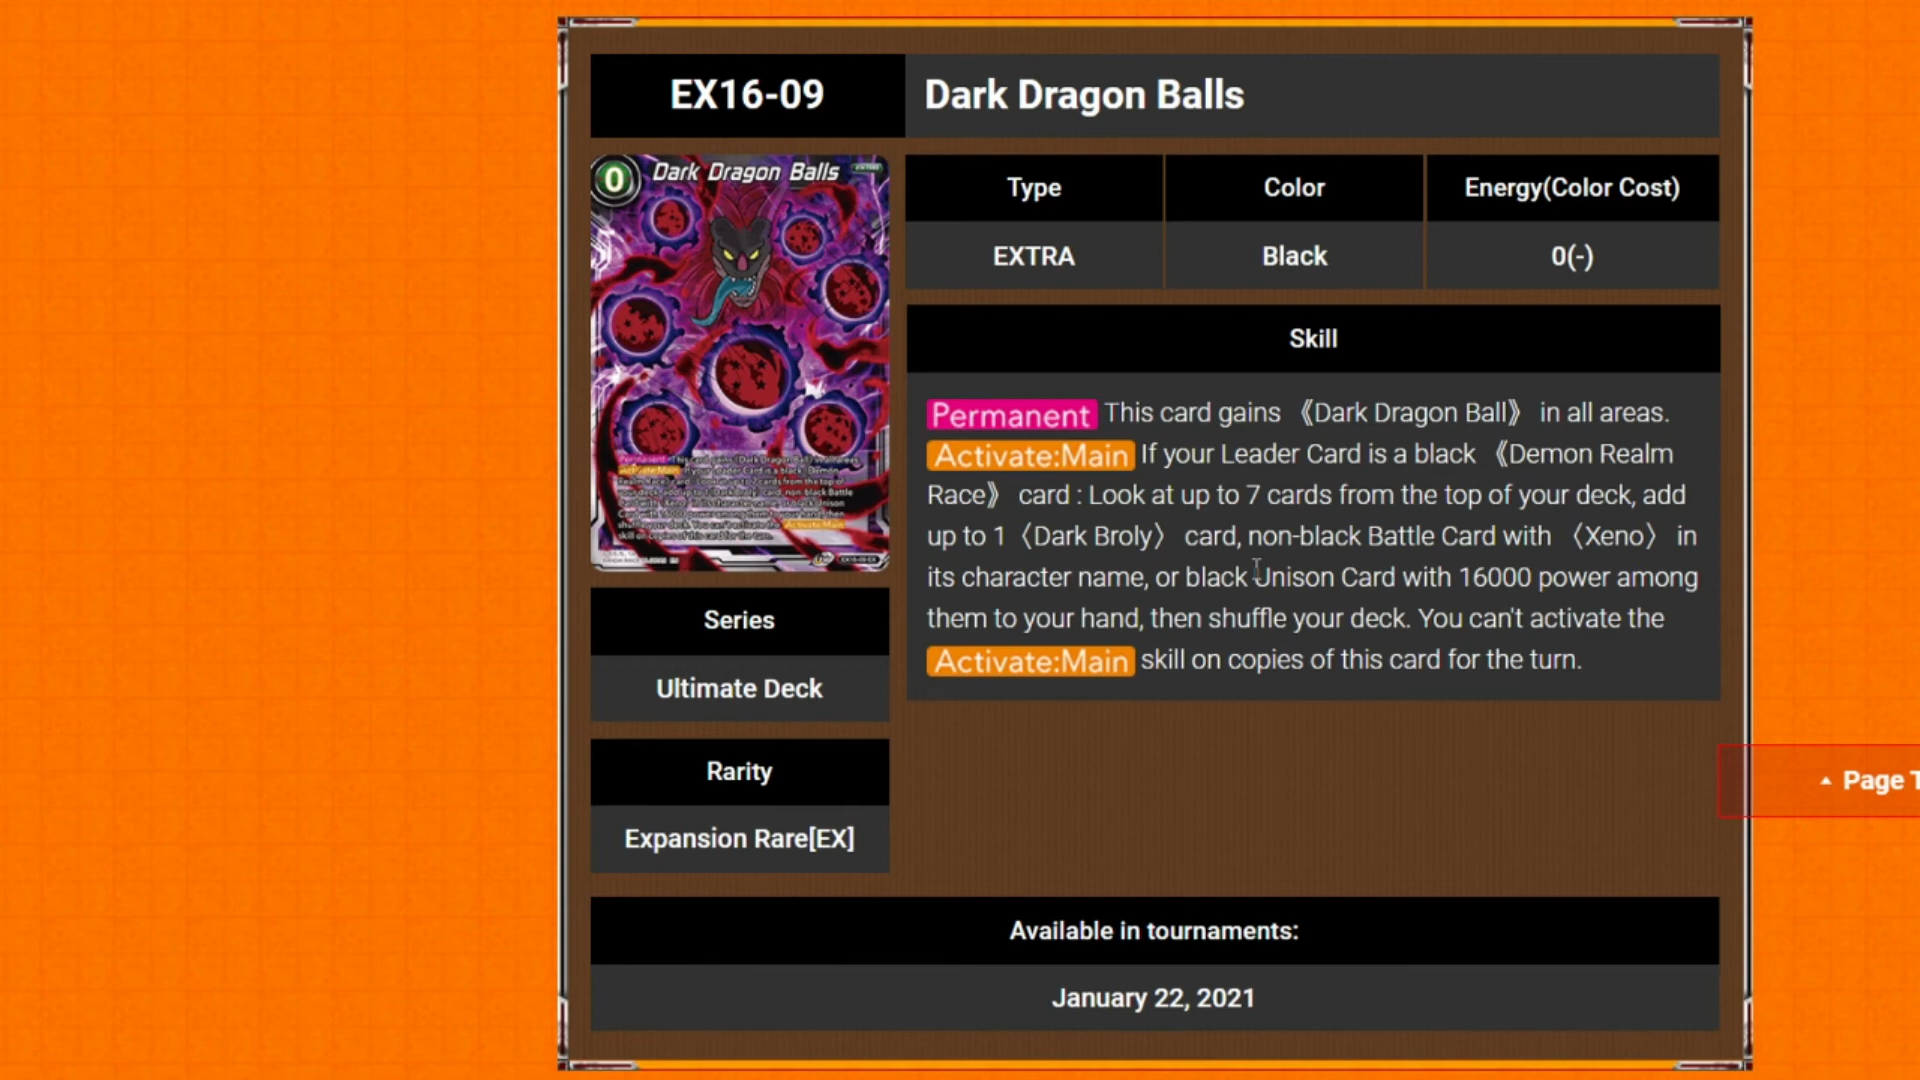 EX16-09
Dark Dragon Balls
0
Dark Dragon Balls
Type
Color
Energy(Color Cost)
EXTRA
Black
0(-)
Skill
Permanent This card gains 《Dark Dragon Ball》 in all areas.
Activate:Main If your Leader Card is a black 《Demon Realm
Race》 card : Look at up to 7 cards from the top of your deck, add
up to 1〈Dark Broly〉 card, non-black Battle Card with 〈Xeno〉 in
its character name, or black Unison Card with 16000 power among
them to your hand, then shuffle your deck. You can't activate the
Activate:Main skill on copies of this card for the turn.
Series
Ultimate Deck
Rarity
Expansion Rare[EX]
Available in tournaments:
January 22, 2021
Page